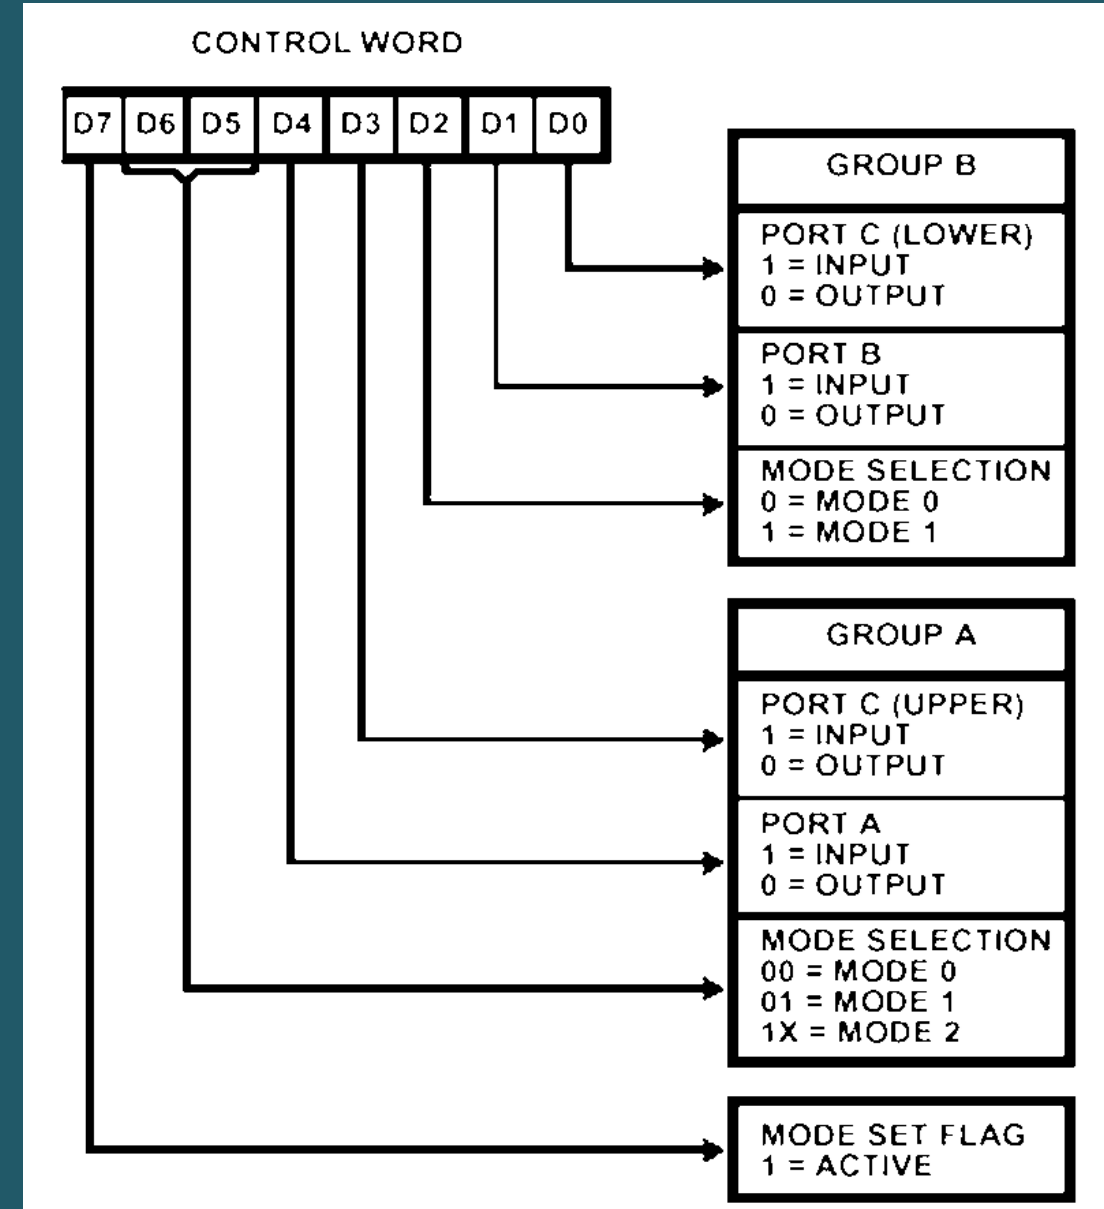 CONTROL WORD
D7 D6 D5 D4 D3 D2 D1 D0
GROUP B
PORT C (LOWER)
1 = INPUT
0 = OUTPUT
PORT B
1 = INPUT
0 = OUTPUT
MODE SELECTION
0 = MODE 0
1 = MODE 1
GROUP A
PORT C (UPPER)
1 = INPUT
0 = OUTPUT
PORT A
1 = INPUT
0 = OUTPUT
MODE SELECTION
00 = MODE 0
01 = MODE 1
1X = MODE 2
MODE SET FLAG
1 = ACTIVE